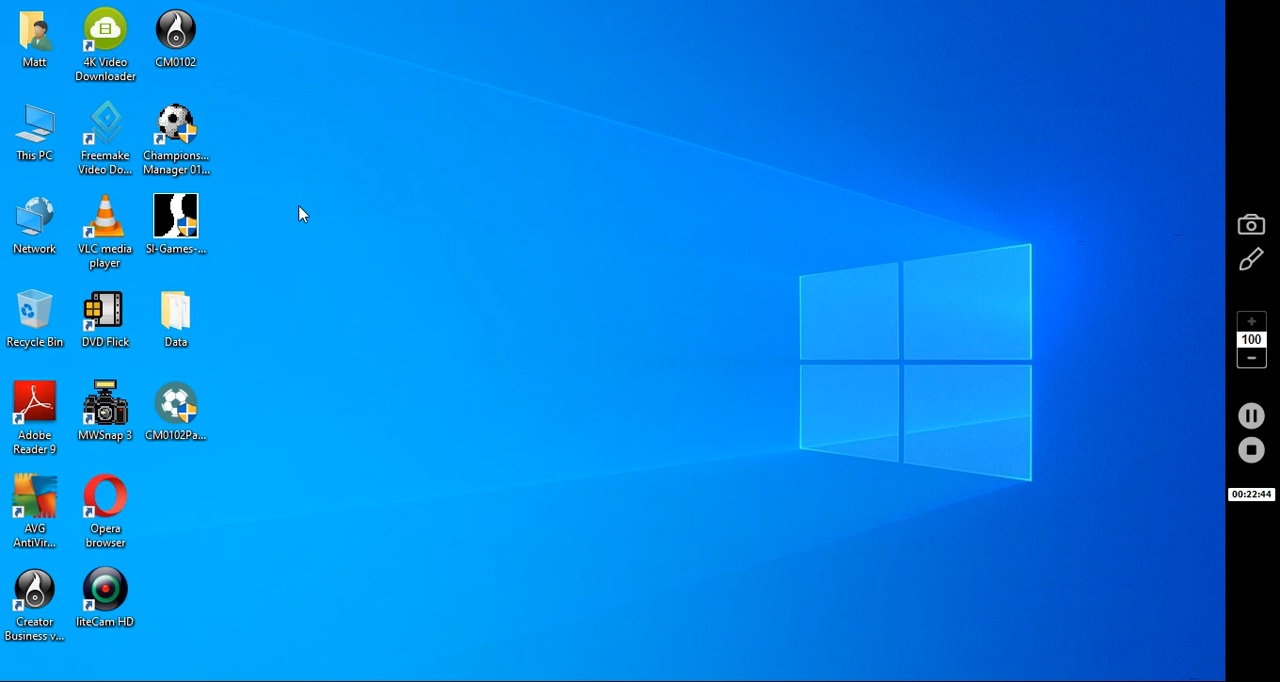 Matt
4K Video
Downloader
CM0102
This PC
Freemake
Video Do...
Champions...
Manager 01...
Network
VLC media
player
SI-Games-...
Recycle Bin
DVD Flick
Data
Adobe
Reader 9
MWSnap 3
CM0102Pa...
AVG
AntiVir...
Opera
browser
Creator
Business v...
liteCam HD
100
00:22:44